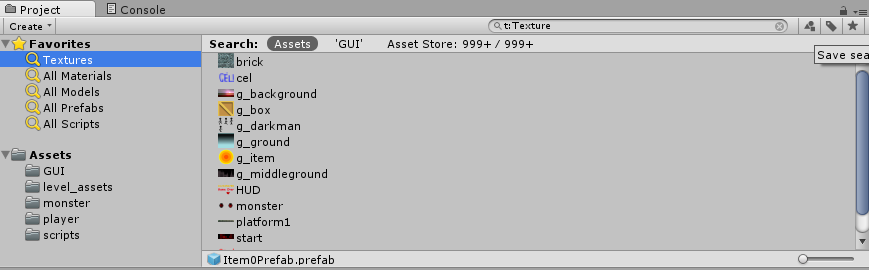 Project Console
Create t:Texture
Favorites
Textures
All Materials
All Models
All Prefabs
All Scripts
Assets
GUI
level_assets
monster
player
scripts
Search: Assets 'GUI' Asset Store: 999+ / 999+
Save sea
brick
cel
g_background
g_box
g_darkman
g_ground
g_item
g_middleground
HUD
monster
platform1
start
Item0Prefab.prefab